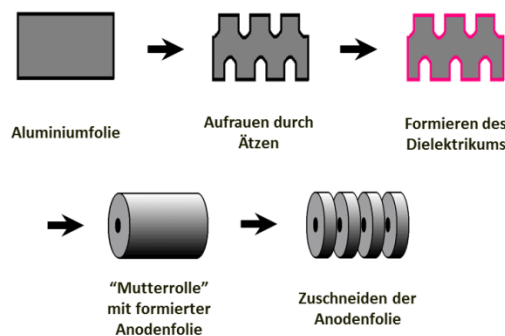 Aluminiumfolie
Aufrauen durch
Ätzen
Formieren des
Dielektrikums
“Mutterrolle”
mit formierter
Anodenfolie
Zuschneiden der
Anodenfolie